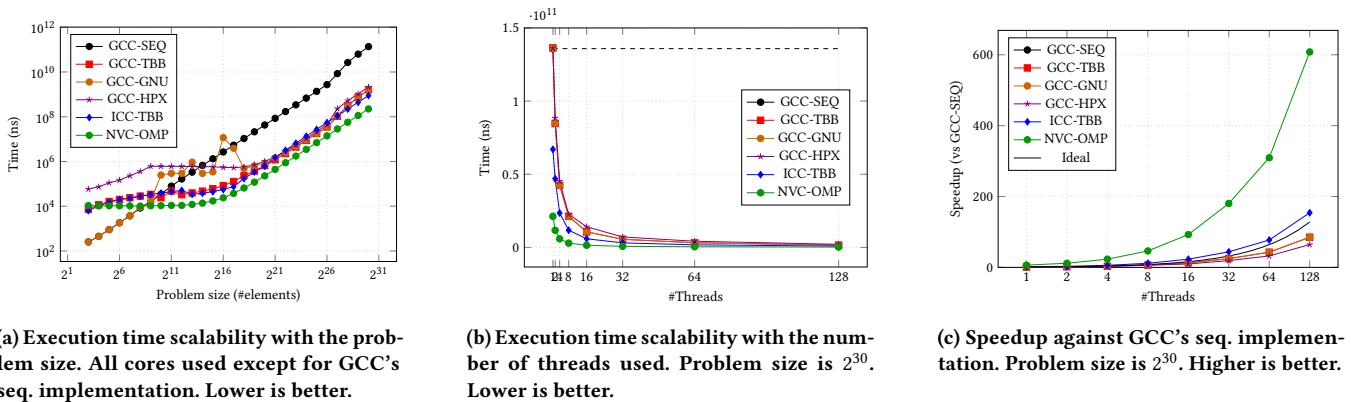 10^12
10^10
10^8
10^6
10^4
10^2
Time (ns)
GCC-SEQ
GCC-TBB
GCC-GNU
GCC-HPX
ICC-TBB
NVC-OMP
2^1 2^6 2^11 2^16 2^21 2^26 2^31
Problem size (#elements)
·10^11
1.5
1
0.5
0
Time (ns)
GCC-SEQ
GCC-TBB
GCC-GNU
GCC-HPX
ICC-TBB
NVC-OMP
1 2 4 8 16 32 64 128
#Threads
600
400
200
0
Speedup (vs GCC-SEQ)
GCC-SEQ
GCC-TBB
GCC-GNU
GCC-HPX
ICC-TBB
NVC-OMP
Ideal
1 2 4 8 16 32 64 128
#Threads
(a) Execution time scalability with the prob-
lem size. All cores used except for GCC's
seq. implementation. Lower is better.
(b) Execution time scalability with the num-
ber of threads used. Problem size is 2^30.
Lower is better.
(c) Speedup against GCC's seq. implemen-
tation. Problem size is 2^30. Higher is better.